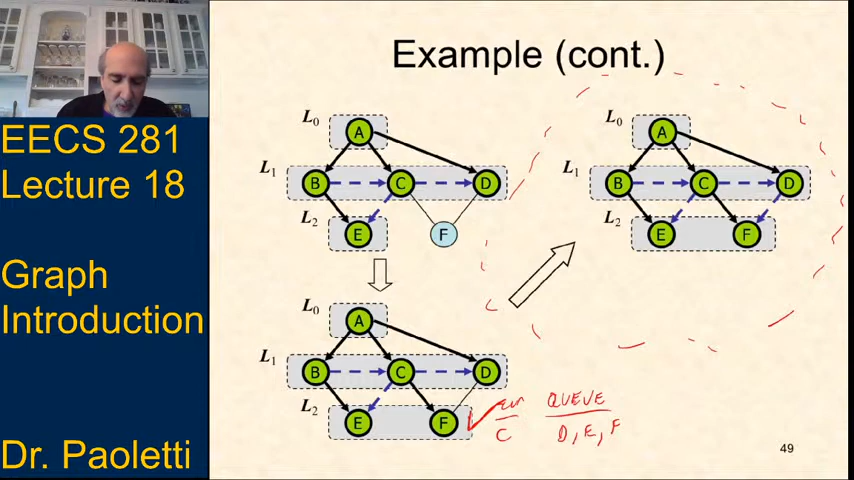 EECS 281
Lecture 18
Graph
Introduction
Dr. Paoletti
Example (cont.)
L0
A
L1
B
C
D
L2
E
F
L0
A
L1
B
C
D
L2
E
F
L0
A
L1
B
C
D
L2
E
F
QUEUE
C
D, E, F
49